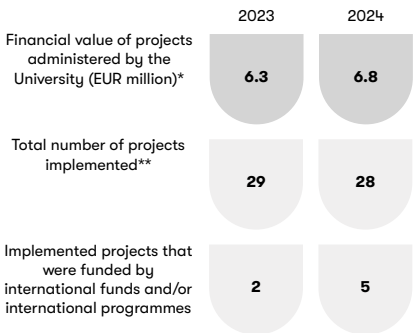 2023 2024
Financial value of projects
administered by the
University (EUR million)*
6.3 6.8
Total number of projects
implemented**
29 28
Implemented projects that
were funded by
international funds and/or
international programmes
2 5